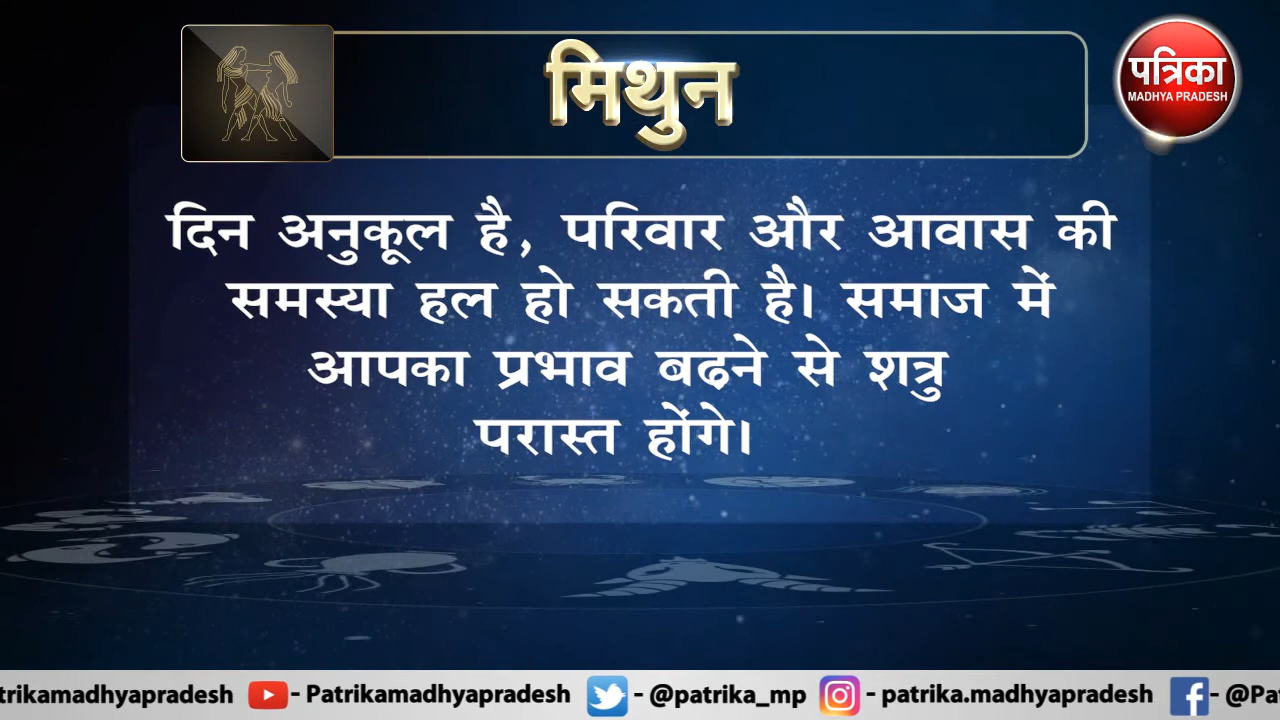 मिथुन
पत्रिका
MADHYA PRADESH
दिन अनुकूल है, परिवार और आवास की
समस्या हल हो सकती है। समाज में
आपका प्रभाव बढने से शत्रु
परास्त होंगे।
trikamadhyapradesh - Patrikamadhyapradesh - @patrika_mp - patrika.madhyapradesh - @Pa